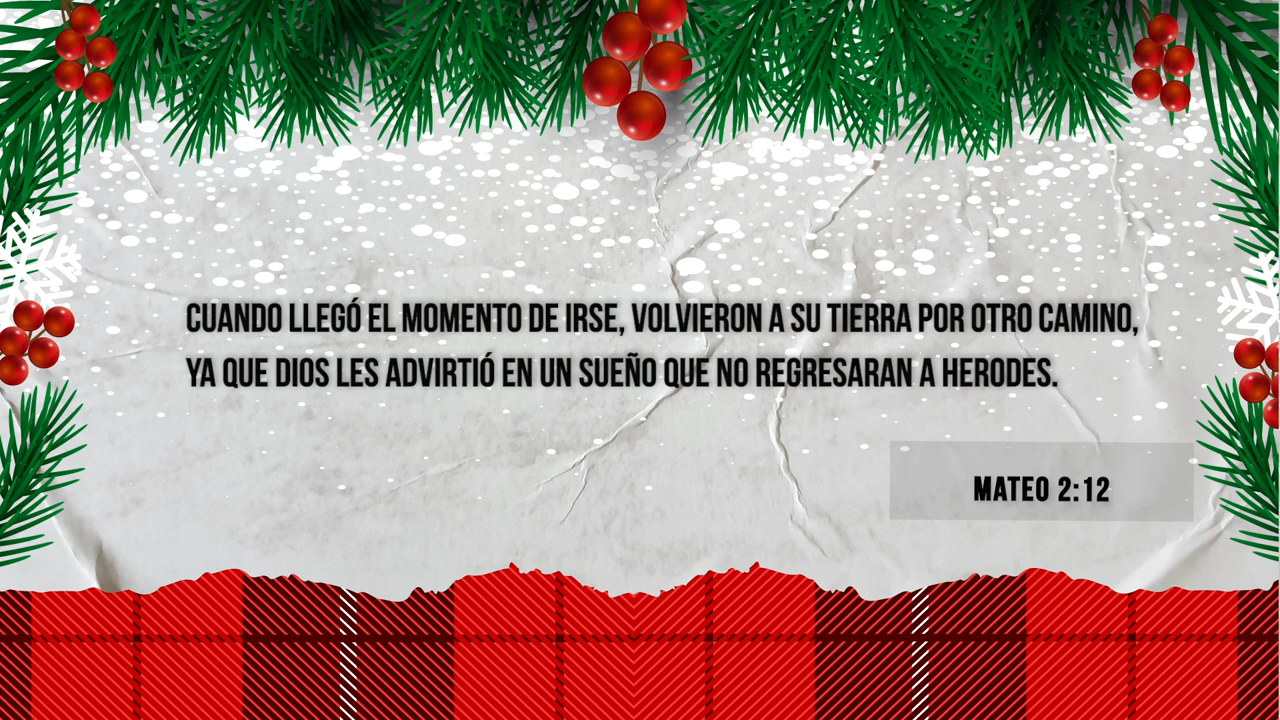 CUANDO LLEGÓ EL MOMENTO DE IRSE, VOLVIERON A SU TIERRA POR OTRO CAMINO,
YA QUE DIOS LES ADVIRTIÓ EN UN SUEÑO QUE NO REGRESARAN A HERODES.
MATEO 2:12